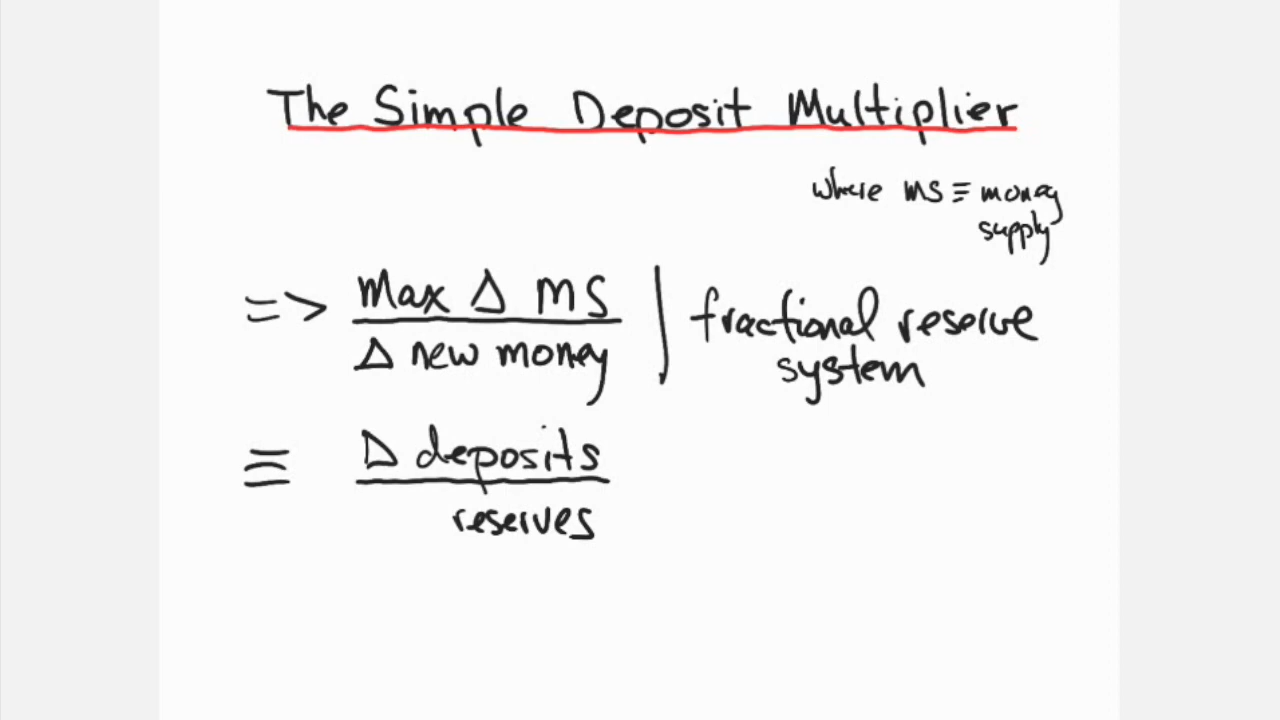 The Simple Deposit Multiplier
where MS ≡ money
supply
=> Max Δ MS | fractional reserve
Δ new money system
≡ Δ deposits
reserves